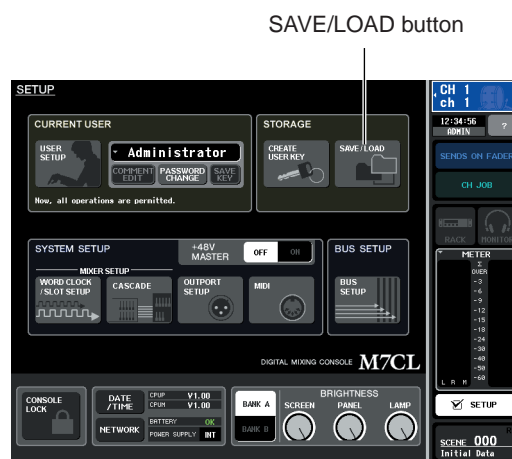 SAVE/LOAD button
SETUP
CURRENT USER
USER SETUP
Administrator
COMMENT EDIT
PASSWORD CHANGE
SAVE KEY
Now, all operations are permitted.
STORAGE
CREATE USER KEY
SAVE/LOAD
SYSTEM SETUP
+48V MASTER
OFF
ON
MIXER SETUP
WORD CLOCK /SLOT SETUP
CASCADE
OUTPORT SETUP
MIDI
BUS SETUP
BUS SETUP
DIGITAL MIXING CONSOLE M7CL
CONSOLE LOCK
DATE /TIME
CPUP V1.00
CPUM V1.00
NETWORK
BATTERY OK
POWER SUPPLY INT
BANK A
BANK B
BRIGHTNESS
SCREEN
PANEL
LAMP
CH 1
ch 1
12:34:56
ADMIN
?
SENDS ON FADER
CH JOB
RACK
MONITOR
METER
Σ
OVER
-3
-6
-9
-12
-15
-18
-24
-30
-40
-50
-60
L R M
SETUP
SCENE 000
Initial Data